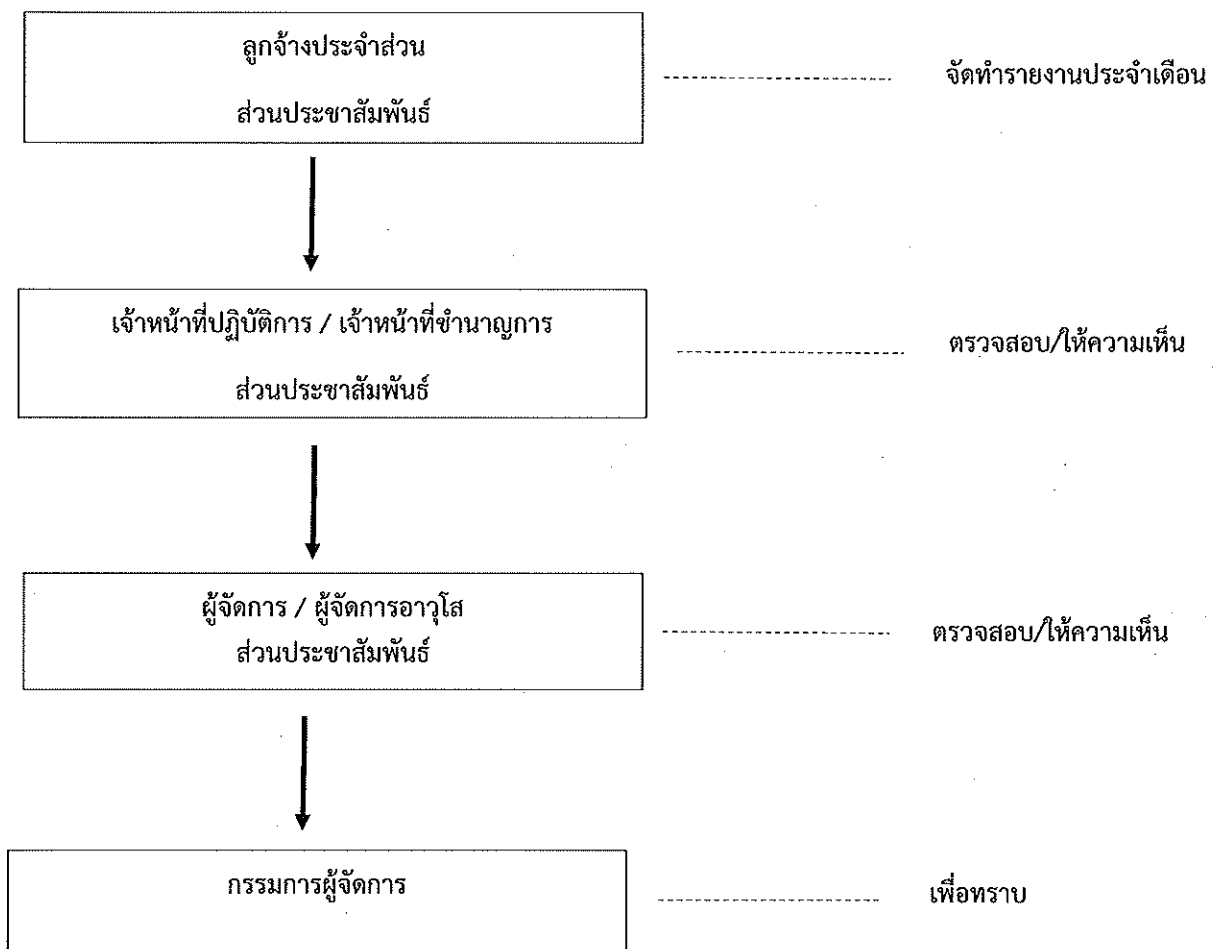 ลูกจ้างประจำส่วน
ส่วนประชาสัมพันธ์
จัดทำรายงานประจำเดือน
เจ้าหน้าที่ปฏิบัติการ / เจ้าหน้าที่ชำนาญการ
ส่วนประชาสัมพันธ์
ตรวจสอบ/ให้ความเห็น
ผู้จัดการ / ผู้จัดการอาวุโส
ส่วนประชาสัมพันธ์
ตรวจสอบ/ให้ความเห็น
กรรมการผู้จัดการ
เพื่อทราบ